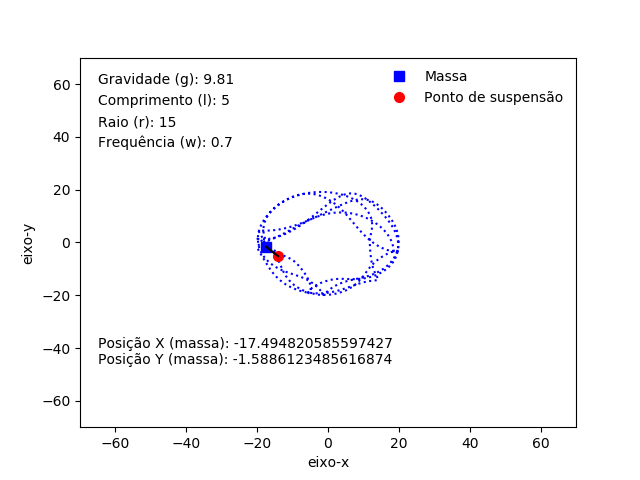 Gravidade (g): 9.81
Comprimento (l): 5
Raio (r): 15
Frequência (w): 0.7
Massa
Ponto de suspensão
60
40
20
0
−20
−40
−60
eixo-y
Posição X (massa): -17.494820585597427
Posição Y (massa): -1.5886123485616874
−60 −40 −20 0 20 40 60
eixo-x